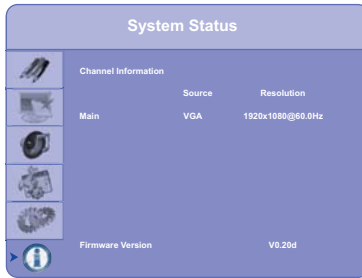 System Status
Channel Information
Source Resolution
Main VGA 1920x1080@60.0Hz
Firmware Version V0.20d